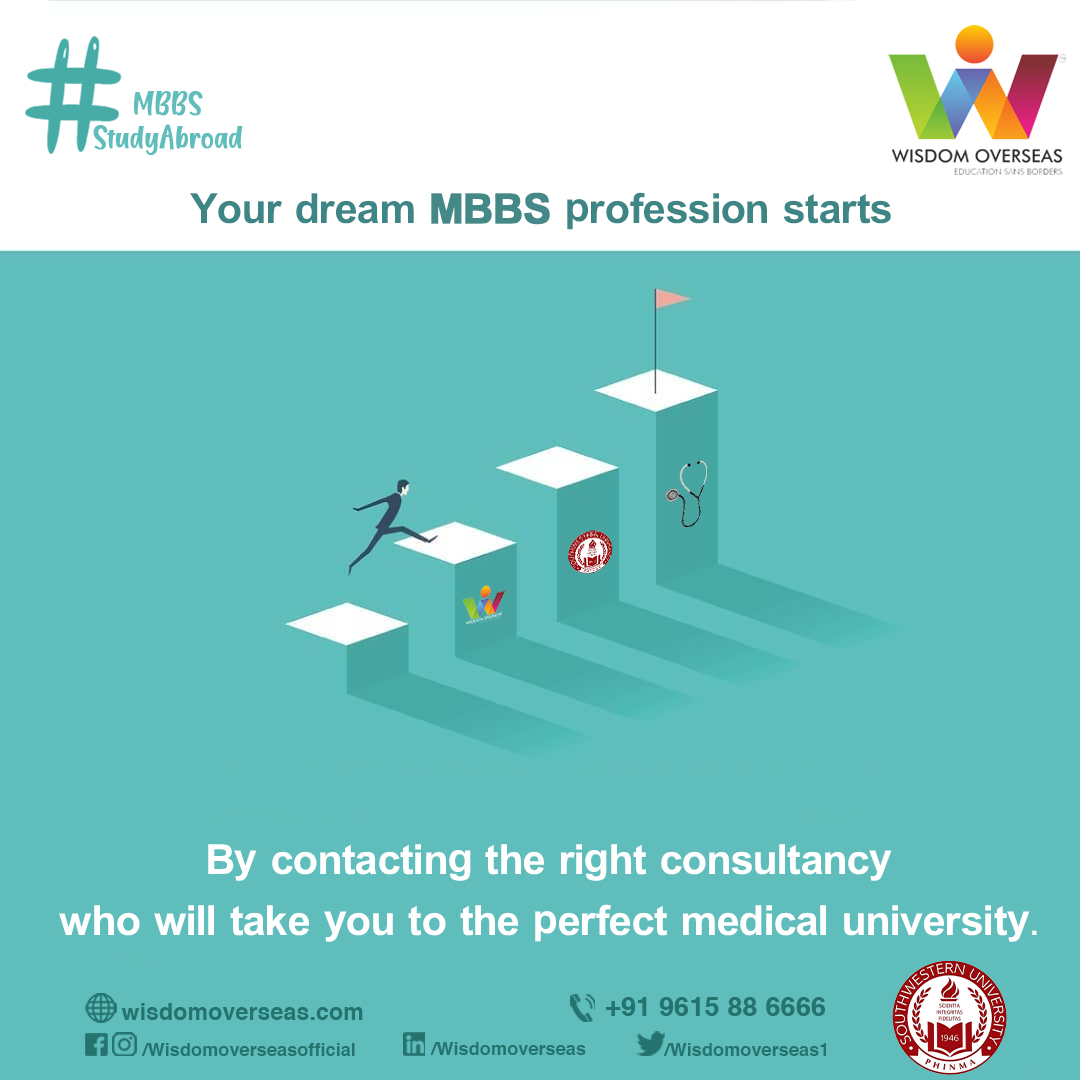 #MBBS
StudyAbroad
WISDOM OVERSEAS
EDUCATION SANS BORDERS
Your dream MBBS profession starts
By contacting the right consultancy
who will take you to the perfect medical university.
wisdomoverseas.com
+91 9615 88 6666
/Wisdomoverseasofficial
/Wisdomoverseas
/Wisdomoverseas1
SOUTHWESTERN UNIVERSITY
SCIENTIA
INTEGRITAS
FIDELITAS
1946
PHINMA